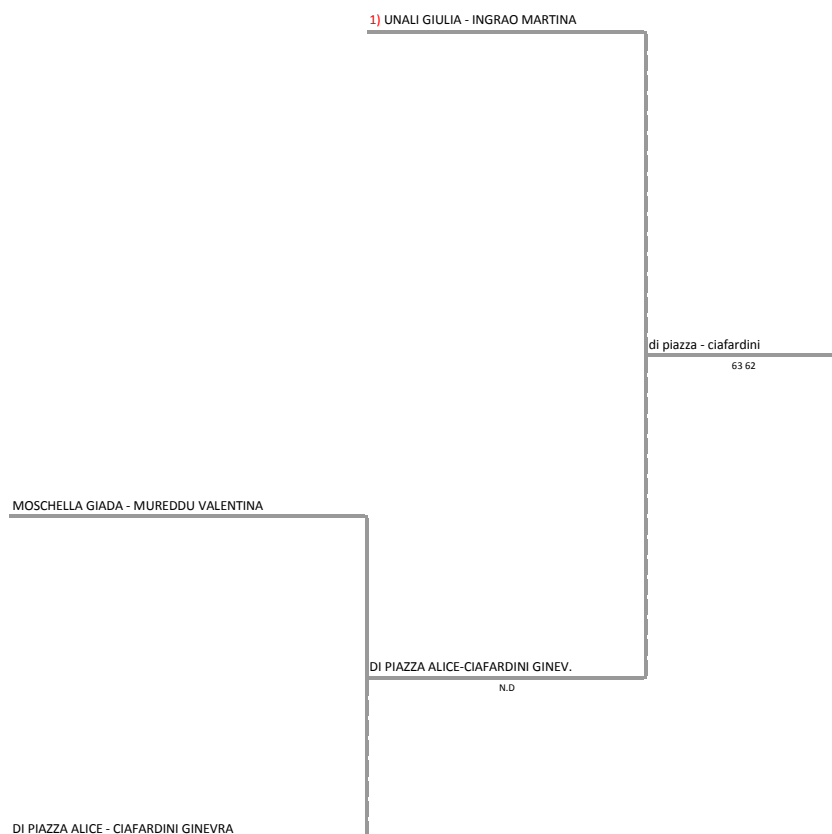 1) UNALI GIULIA - INGRAO MARTINA
di piazza - ciafardini
63 62
MOSCHELLA GIADA - MUREDDU VALENTINA
DI PIAZZA ALICE-CIAFARDINI GINEV.
N.D
DI PIAZZA ALICE - CIAFARDINI GINEVRA